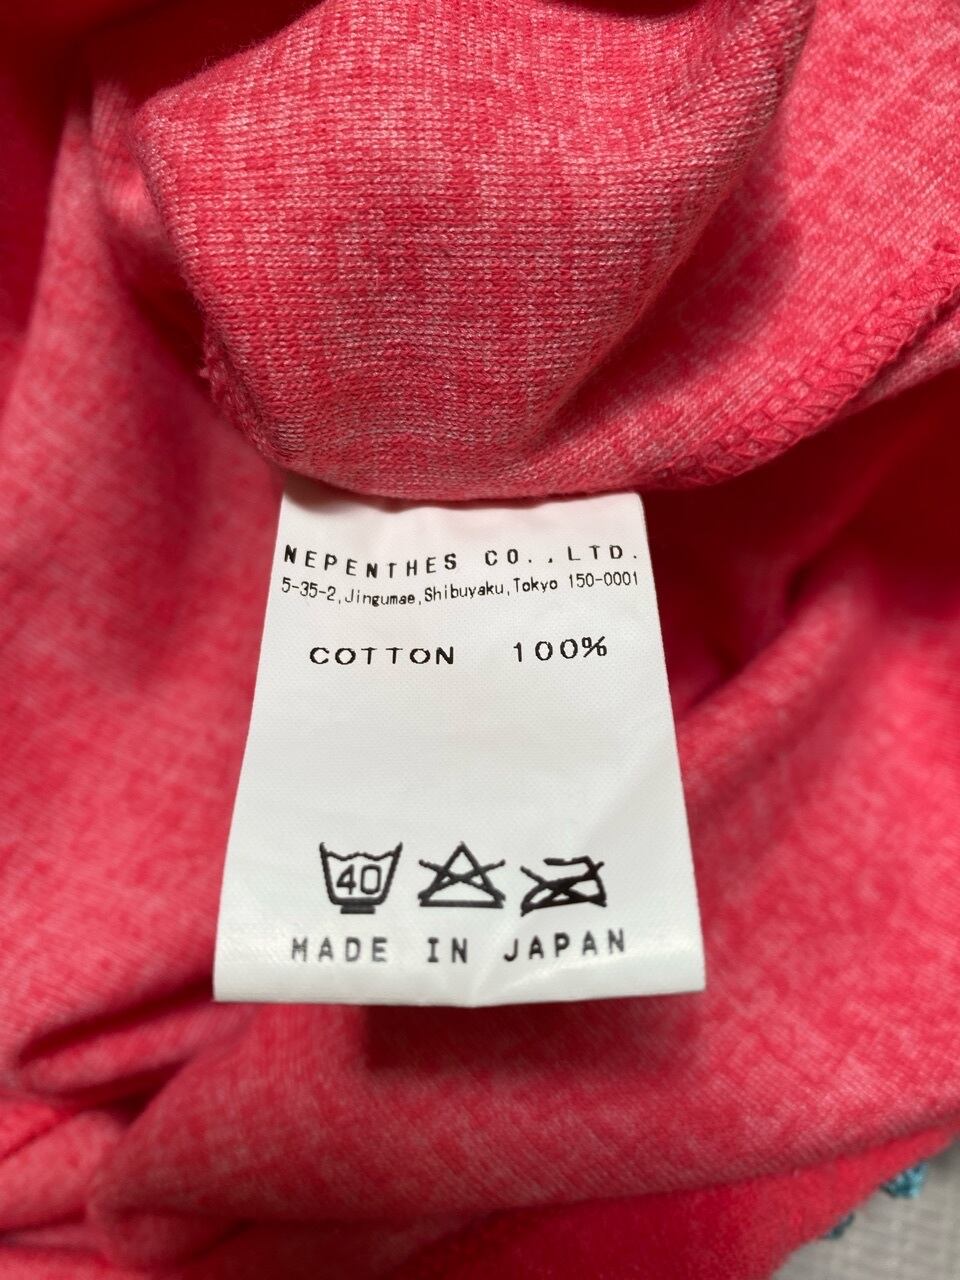 NEPENTHES CO.,LTD.
5-35-2,Jingumae,Shibuyaku,Tokyo 150-0001
COTTON 100%
40
MADE IN JAPAN